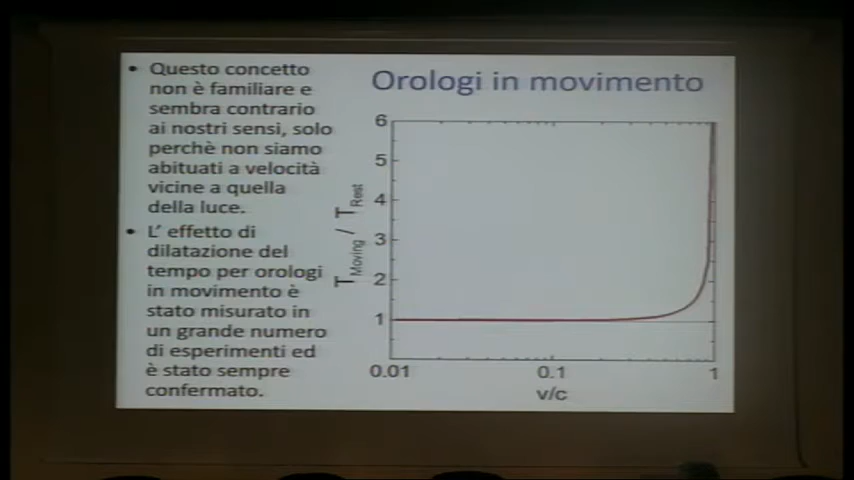 Orologi in movimento
• Questo concetto
non è familiare e
sembra contrario
ai nostri sensi, solo
perchè non siamo
abituati a velocità
vicine a quella
della luce.
• L' effetto di
dilatazione del
tempo per orologi
in movimento è
stato misurato in
un grande numero
di esperimenti ed
è stato sempre
confermato.
T Moving / T Rest
6
5
4
3
2
1
0.01 0.1 1
v/c